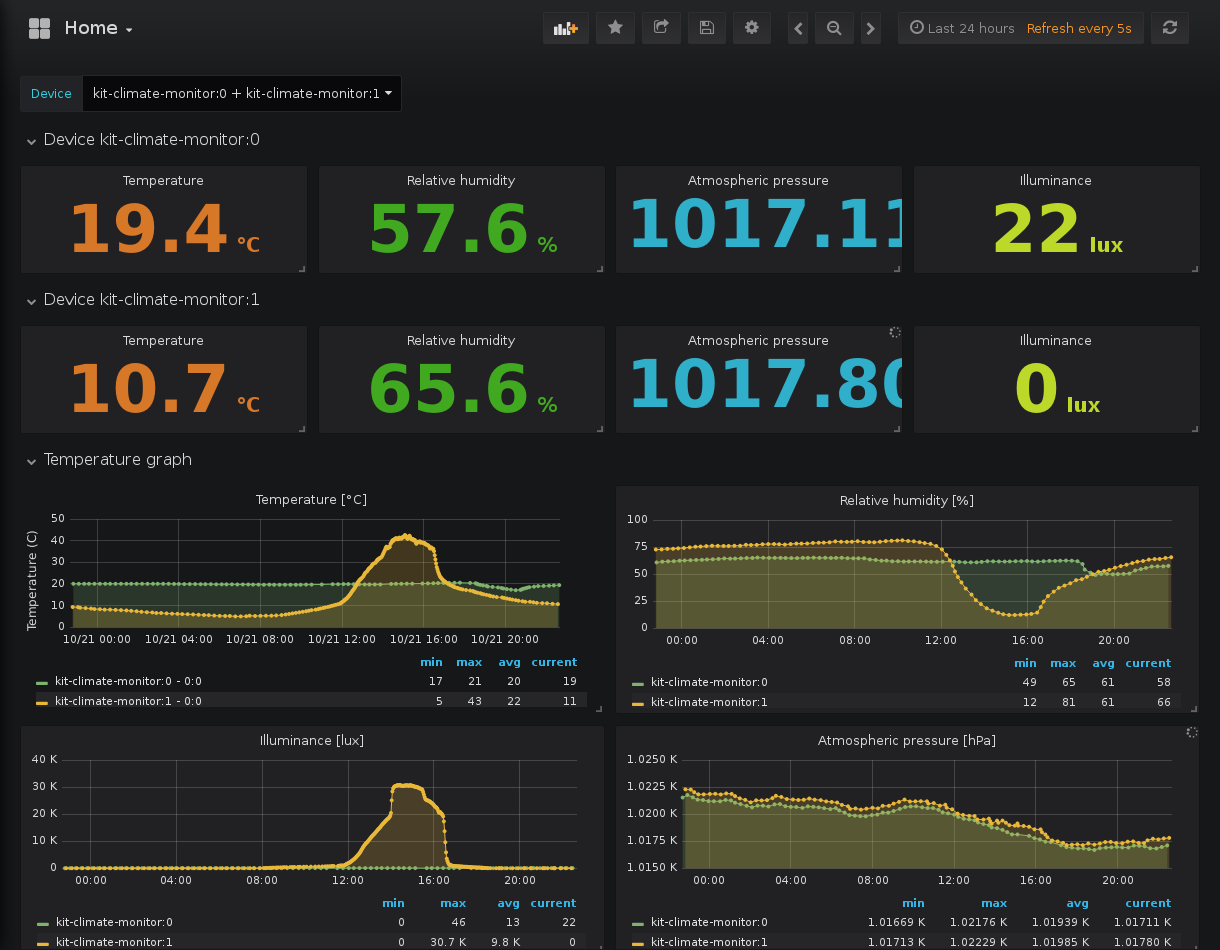 Home
Last 24 hours Refresh every 5s
Device kit-climate-monitor:0 + kit-climate-monitor:1
Device kit-climate-monitor:0
Temperature Relative humidity Atmospheric pressure Illuminance
19.4 °C 57.6 % 1017.11 22 lux
Device kit-climate-monitor:1
Temperature Relative humidity Atmospheric pressure Illuminance
10.7 °C 65.6 % 1017.80 0 lux
Temperature graph
Temperature [°C]
Temperature (C)
50
40
30
20
10
0
10/21 00:00 10/21 04:00 10/21 08:00 10/21 12:00 10/21 16:00 10/21 20:00
min max avg current
kit-climate-monitor:0 - 0:0 17 21 20 19
kit-climate-monitor:1 - 0:0 5 43 22 11
Relative humidity [%]
100
75
50
25
0
00:00 04:00 08:00 12:00 16:00 20:00
min max avg current
kit-climate-monitor:0 49 65 61 58
kit-climate-monitor:1 12 81 61 66
Illuminance [lux]
40 K
30 K
20 K
10 K
0
00:00 04:00 08:00 12:00 16:00 20:00
min max avg current
kit-climate-monitor:0 0 46 13 22
kit-climate-monitor:1 0 30.7 K 9.8 K 0
Atmospheric pressure [hPa]
1.0250 K
1.0225 K
1.0200 K
1.0175 K
1.0150 K
00:00 04:00 08:00 12:00 16:00 20:00
min max avg current
kit-climate-monitor:0 1.01669 K 1.02176 K 1.01939 K 1.01711 K
kit-climate-monitor:1 1.01713 K 1.02229 K 1.01985 K 1.01780 K